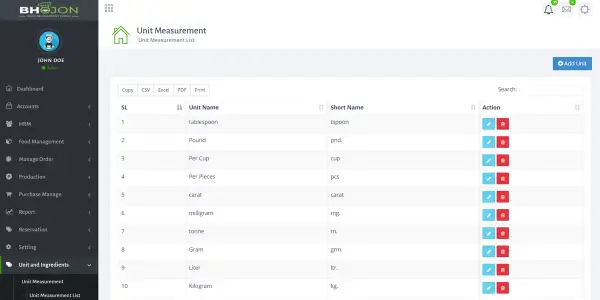 BHOJON
Unit Measurement
Unit Measurement List
JOHN DOE
Add Unit
Copy CSV Excel PDF Print
Search:
SL Unit Name Short Name Action
1 tablespoon tspoon
2 Pound pnd.
3 Per Cup cup
4 Per Pieces pcs
5 carat carat
6 miligram mg.
7 tonne tn.
8 Gram grm.
9 Liter ltr.
10 Kilogram kg.
Dashboard
Accounts
HRM
Food Management
Manage Order
Production
Purchase Manage
Report
Reservation
Setting
Unit and Ingredients
Unit Measurement
Unit Measurement List